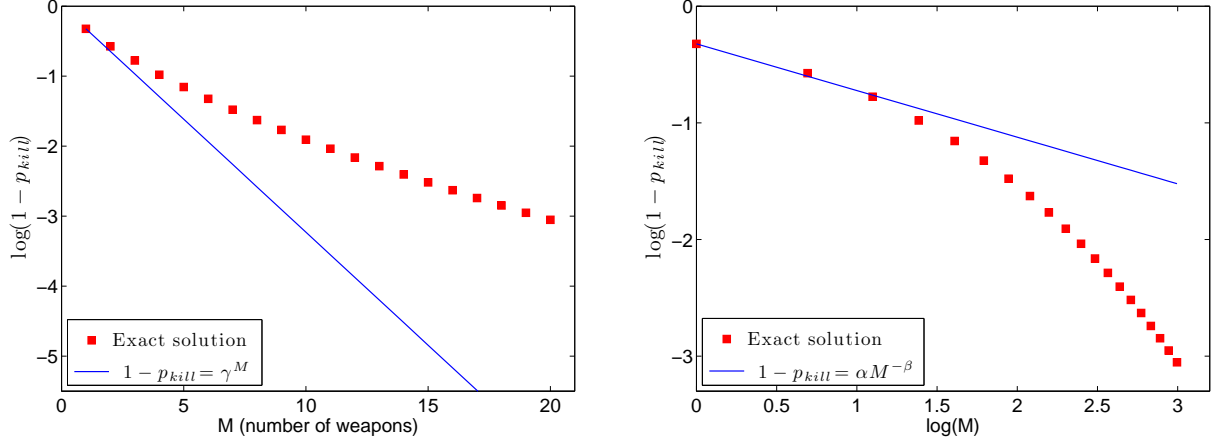 0
−1
−2
−3
−4
−5
log(1 − p_kill)
0 5 10 15 20
M (number of weapons)
Exact solution
1 − p_kill = γ^M
0
−1
−2
−3
log(1 − p_kill)
0 0.5 1 1.5 2 2.5 3
log(M)
Exact solution
1 − p_kill = αM^−β